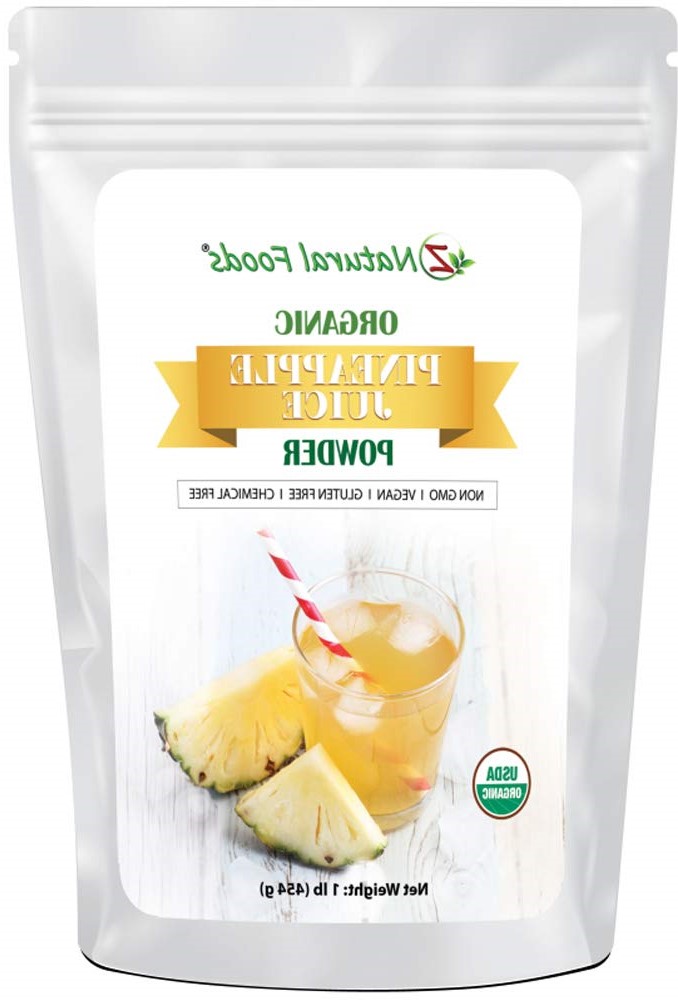 Z Natural Foods®
ORGANIC
PINEAPPLE
JUICE
POWDER
NON GMO I VEGAN I GLUTEN FREE I CHEMICAL FREE
USDA
ORGANIC
Net Weight: 1 lb (454 g)